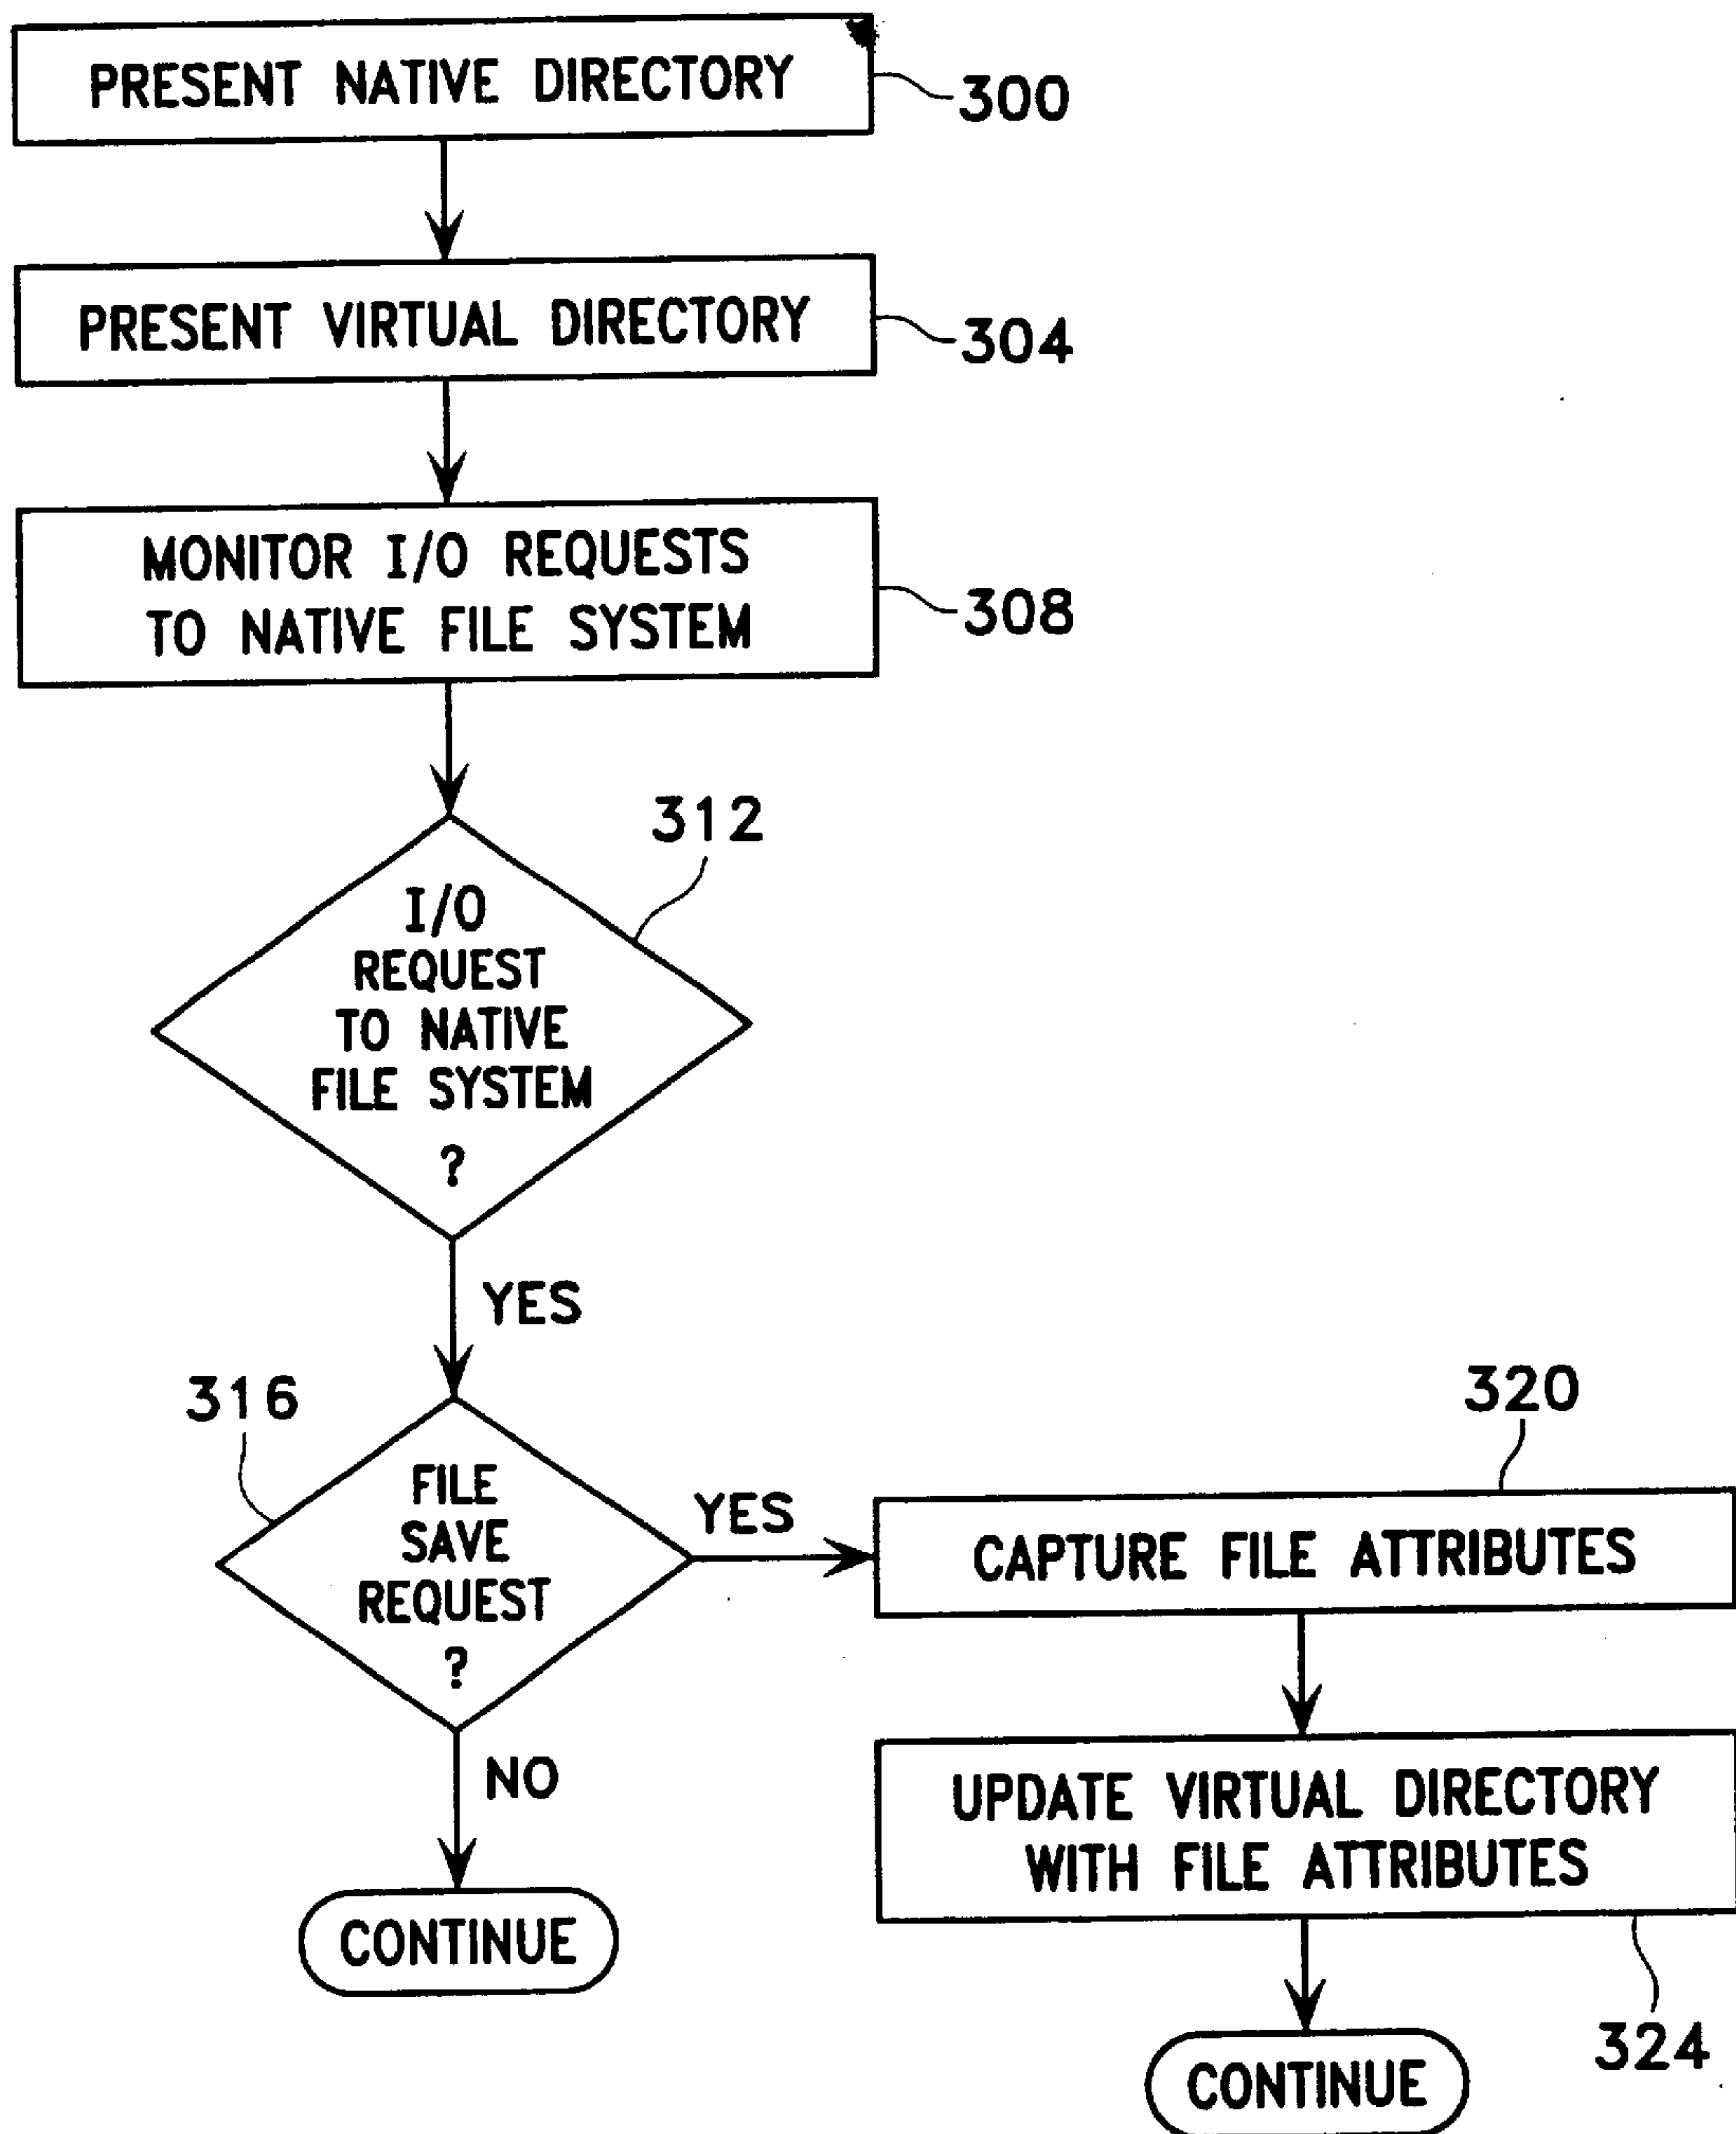 PRESENT NATIVE DIRECTORY
300
PRESENT VIRTUAL DIRECTORY
304
MONITOR I/O REQUESTS
TO NATIVE FILE SYSTEM
308
312
I/O
REQUEST
TO NATIVE
FILE SYSTEM
?
YES
316
FILE
SAVE
REQUEST
?
YES
320
CAPTURE FILE ATTRIBUTES
NO
UPDATE VIRTUAL DIRECTORY
WITH FILE ATTRIBUTES
324
CONTINUE
CONTINUE